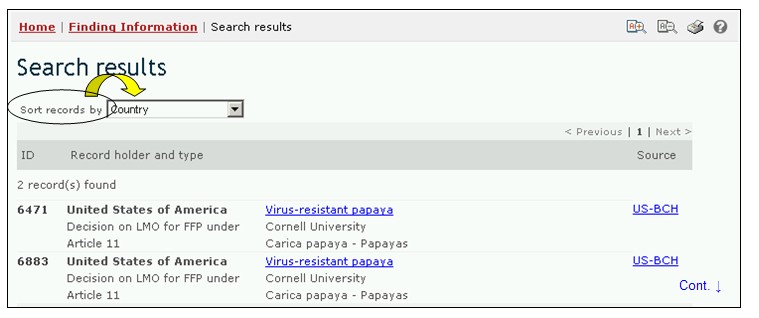 Home | Finding Information | Search results
Search results
Sort records by Country
< Previous | 1 | Next >
ID Record holder and type Source
2 record(s) found
6471 United States of America Virus-resistant papaya US-BCH
Decision on LMO for FFP under Cornell University
Article 11 Carica papaya - Papayas
6883 United States of America Virus-resistant papaya US-BCH
Decision on LMO for FFP under Cornell University
Article 11 Carica papaya - Papayas
Cont. ↓